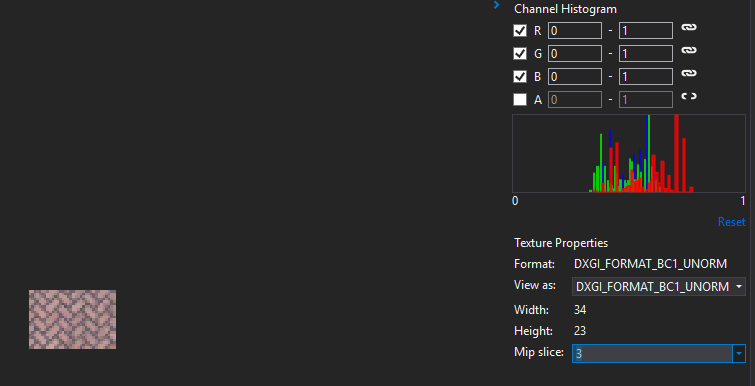 Channel Histogram
R 0 - 1
G 0 - 1
B 0 - 1
A 0 - 1
0 1
Reset
Texture Properties
Format: DXGI_FORMAT_BC1_UNORM
View as: DXGI_FORMAT_BC1_UNORM
Width: 34
Height: 23
Mip slice: 3